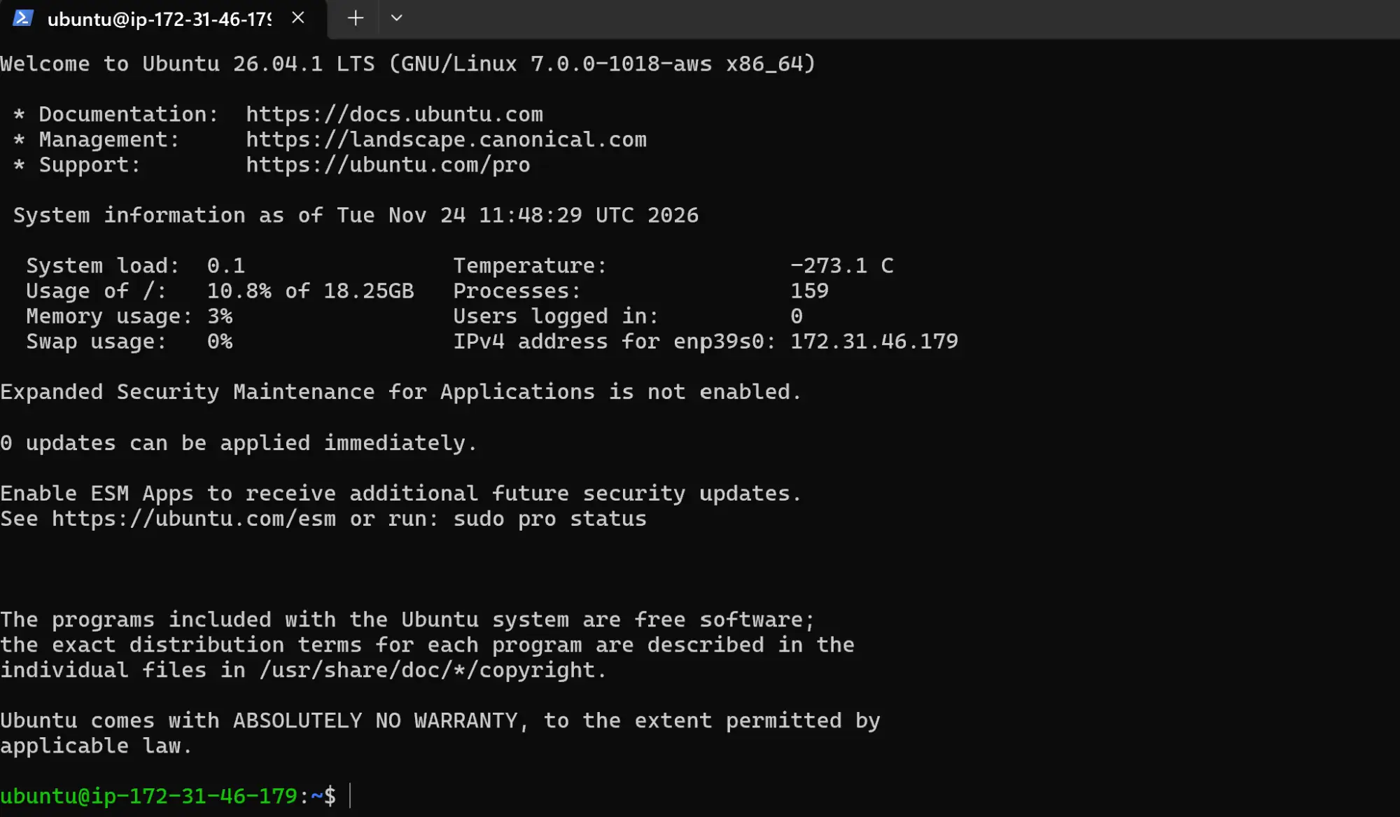 ubuntu@ip-172-31-46-179
Welcome to Ubuntu 26.04.1 LTS (GNU/Linux 7.0.0-1018-aws x86_64)
* Documentation:  https://docs.ubuntu.com
* Management:     https://landscape.canonical.com
* Support:        https://ubuntu.com/pro
System information as of Tue Nov 24 11:48:29 UTC 2026
System load:  0.1                Temperature:              -273.1 C
Usage of /:   10.8% of 18.25GB   Processes:                159
Memory usage: 3%                 Users logged in:          0
Swap usage:   0%                 IPv4 address for enp39s0: 172.31.46.179
Expanded Security Maintenance for Applications is not enabled.
0 updates can be applied immediately.
Enable ESM Apps to receive additional future security updates.
See https://ubuntu.com/esm or run: sudo pro status
The programs included with the Ubuntu system are free software;
the exact distribution terms for each program are described in the
individual files in /usr/share/doc/*/copyright.
Ubuntu comes with ABSOLUTELY NO WARRANTY, to the extent permitted by
applicable law.
ubuntu@ip-172-31-46-179:~$